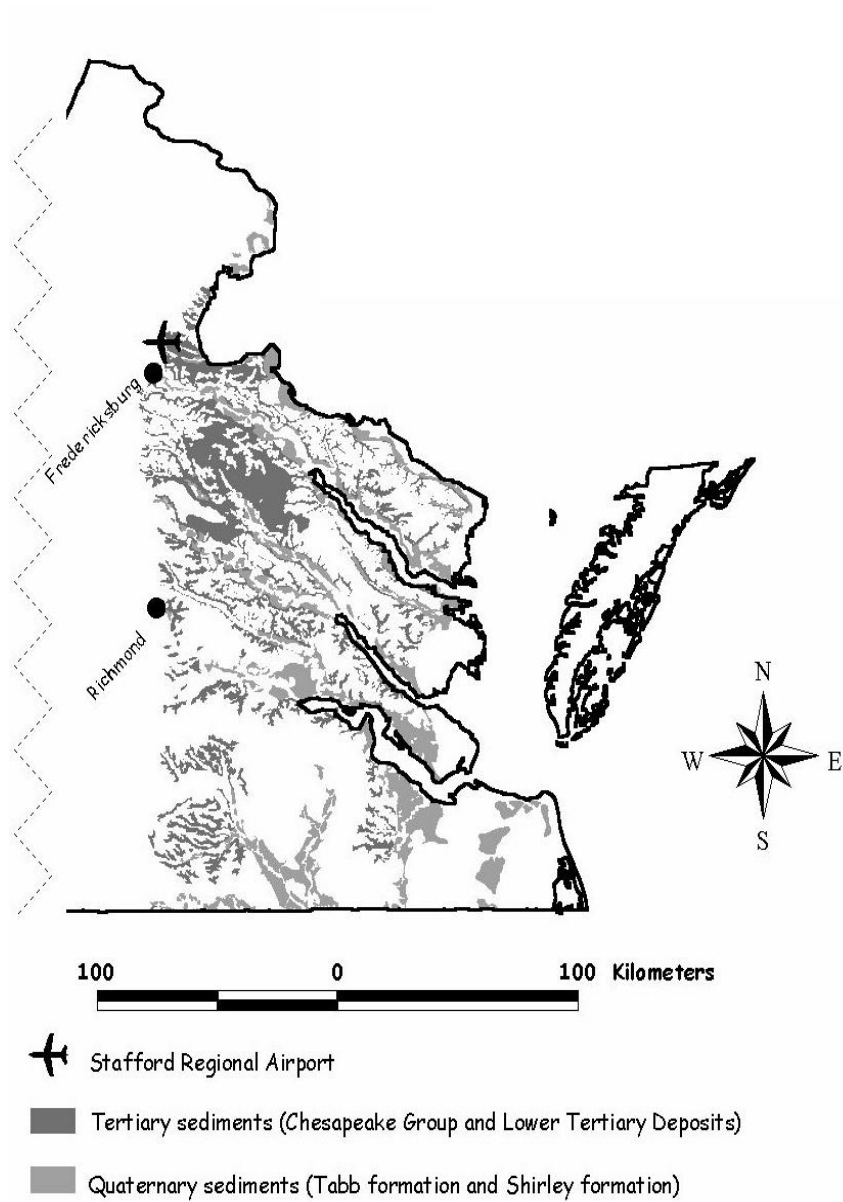 Fredericksburg
Richmond
N
W E
S
100 0 100 Kilometers
Stafford Regional Airport
Tertiary sediments (Chesapeake Group and Lower Tertiary Deposits)
Quaternary sediments (Tabb formation and Shirley formation)